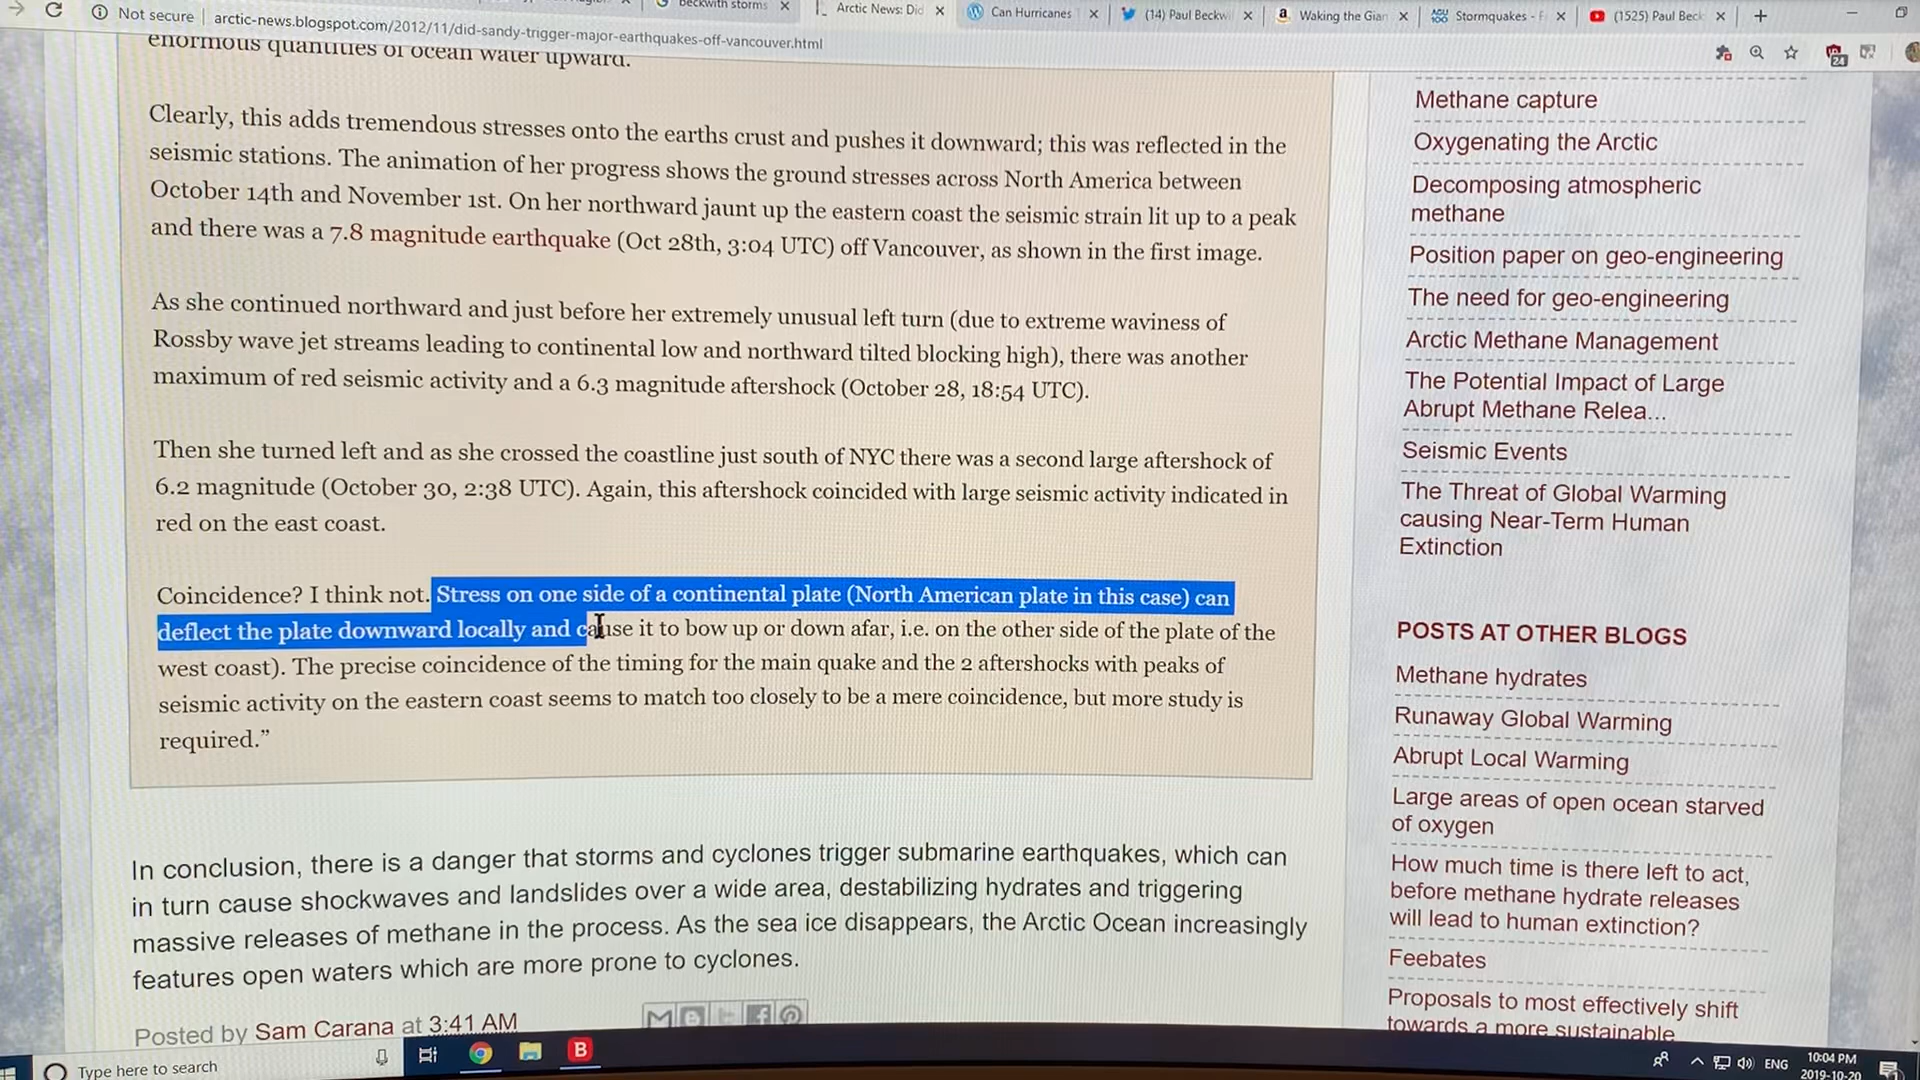 beckwith storms
Arctic News: Did
Can Hurricanes
(14) Paul Beckw
Waking the Gian
Stormquakes - F
(1525) Paul Beck
Not secure | arctic-news.blogspot.com/2012/11/did-sandy-trigger-major-earthquakes-off-vancouver.html
24
enormous quantities of ocean water upward.
Clearly, this adds tremendous stresses onto the earths crust and pushes it downward; this was reflected in the
seismic stations. The animation of her progress shows the ground stresses across North America between
October 14th and November 1st. On her northward jaunt up the eastern coast the seismic strain lit up to a peak
and there was a 7.8 magnitude earthquake (Oct 28th, 3:04 UTC) off Vancouver, as shown in the first image.
As she continued northward and just before her extremely unusual left turn (due to extreme waviness of
Rossby wave jet streams leading to continental low and northward tilted blocking high), there was another
maximum of red seismic activity and a 6.3 magnitude aftershock (October 28, 18:54 UTC).
Then she turned left and as she crossed the coastline just south of NYC there was a second large aftershock of
6.2 magnitude (October 30, 2:38 UTC). Again, this aftershock coincided with large seismic activity indicated in
red on the east coast.
Coincidence? I think not. Stress on one side of a continental plate (North American plate in this case) can
deflect the plate downward locally and cause it to bow up or down afar, i.e. on the other side of the plate of the
west coast). The precise coincidence of the timing for the main quake and the 2 aftershocks with peaks of
seismic activity on the eastern coast seems to match too closely to be a mere coincidence, but more study is
required.”
In conclusion, there is a danger that storms and cyclones trigger submarine earthquakes, which can
in turn cause shockwaves and landslides over a wide area, destabilizing hydrates and triggering
massive releases of methane in the process. As the sea ice disappears, the Arctic Ocean increasingly
features open waters which are more prone to cyclones.
Posted by Sam Carana at 3:41 AM
Methane capture
Oxygenating the Arctic
Decomposing atmospheric
methane
Position paper on geo-engineering
The need for geo-engineering
Arctic Methane Management
The Potential Impact of Large
Abrupt Methane Relea...
Seismic Events
The Threat of Global Warming
causing Near-Term Human
Extinction
POSTS AT OTHER BLOGS
Methane hydrates
Runaway Global Warming
Abrupt Local Warming
Large areas of open ocean starved
of oxygen
How much time is there left to act,
before methane hydrate releases
will lead to human extinction?
Feebates
Proposals to most effectively shift
towards a more sustainable
Type here to search
B
ENG
10:04 PM
2019-10-20